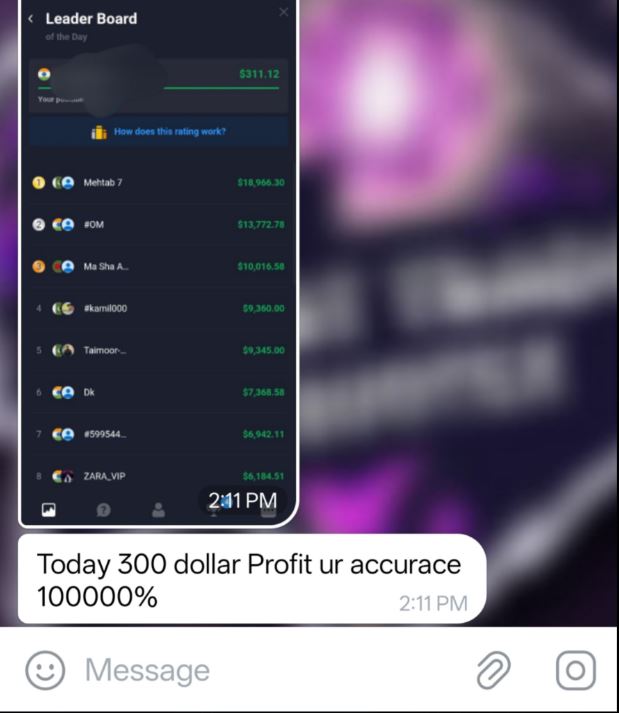 Leader Board
of the Day
$311.12
Your
How does this rating work?
1 Mehtab 7 $18,966.30
2 #OM $13,772.78
3 Ma Sha A... $10,016.58
4 #kamil000 $9,360.00
5 Taimoor-... $9,345.00
6 Dk $7,368.58
7 #599544... $6,942.11
8 ZARA_VIP $6,184.51
2:11 PM
Today 300 dollar Profit ur accurace
100000%
2:11 PM
Message